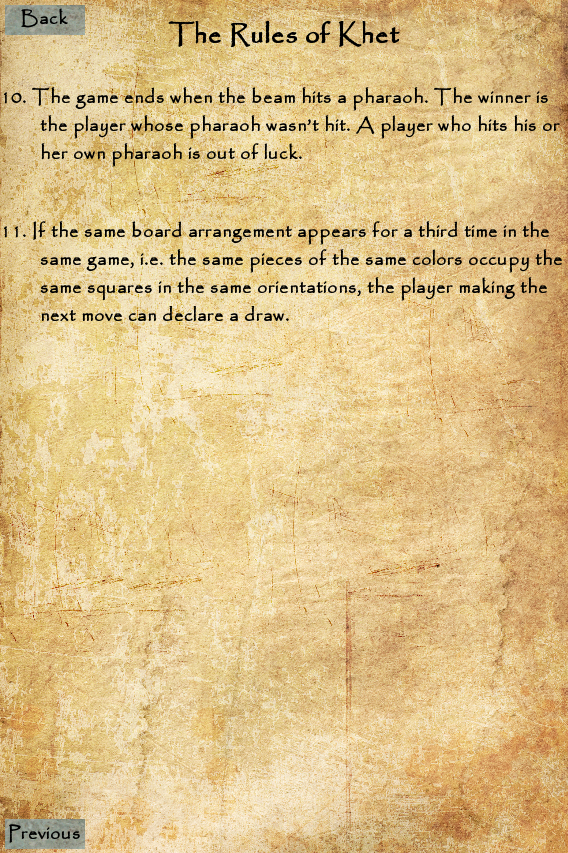 Back
The Rules of Khet
10. The game ends when the beam hits a pharaoh. The winner is
the player whose pharaoh wasn't hit. A player who hits his or
her own pharaoh is out of luck.
11. If the same board arrangement appears for a third time in the
same game, i.e. the same pieces of the same colors occupy the
same squares in the same orientations, the player making the
next move can declare a draw.
Previous